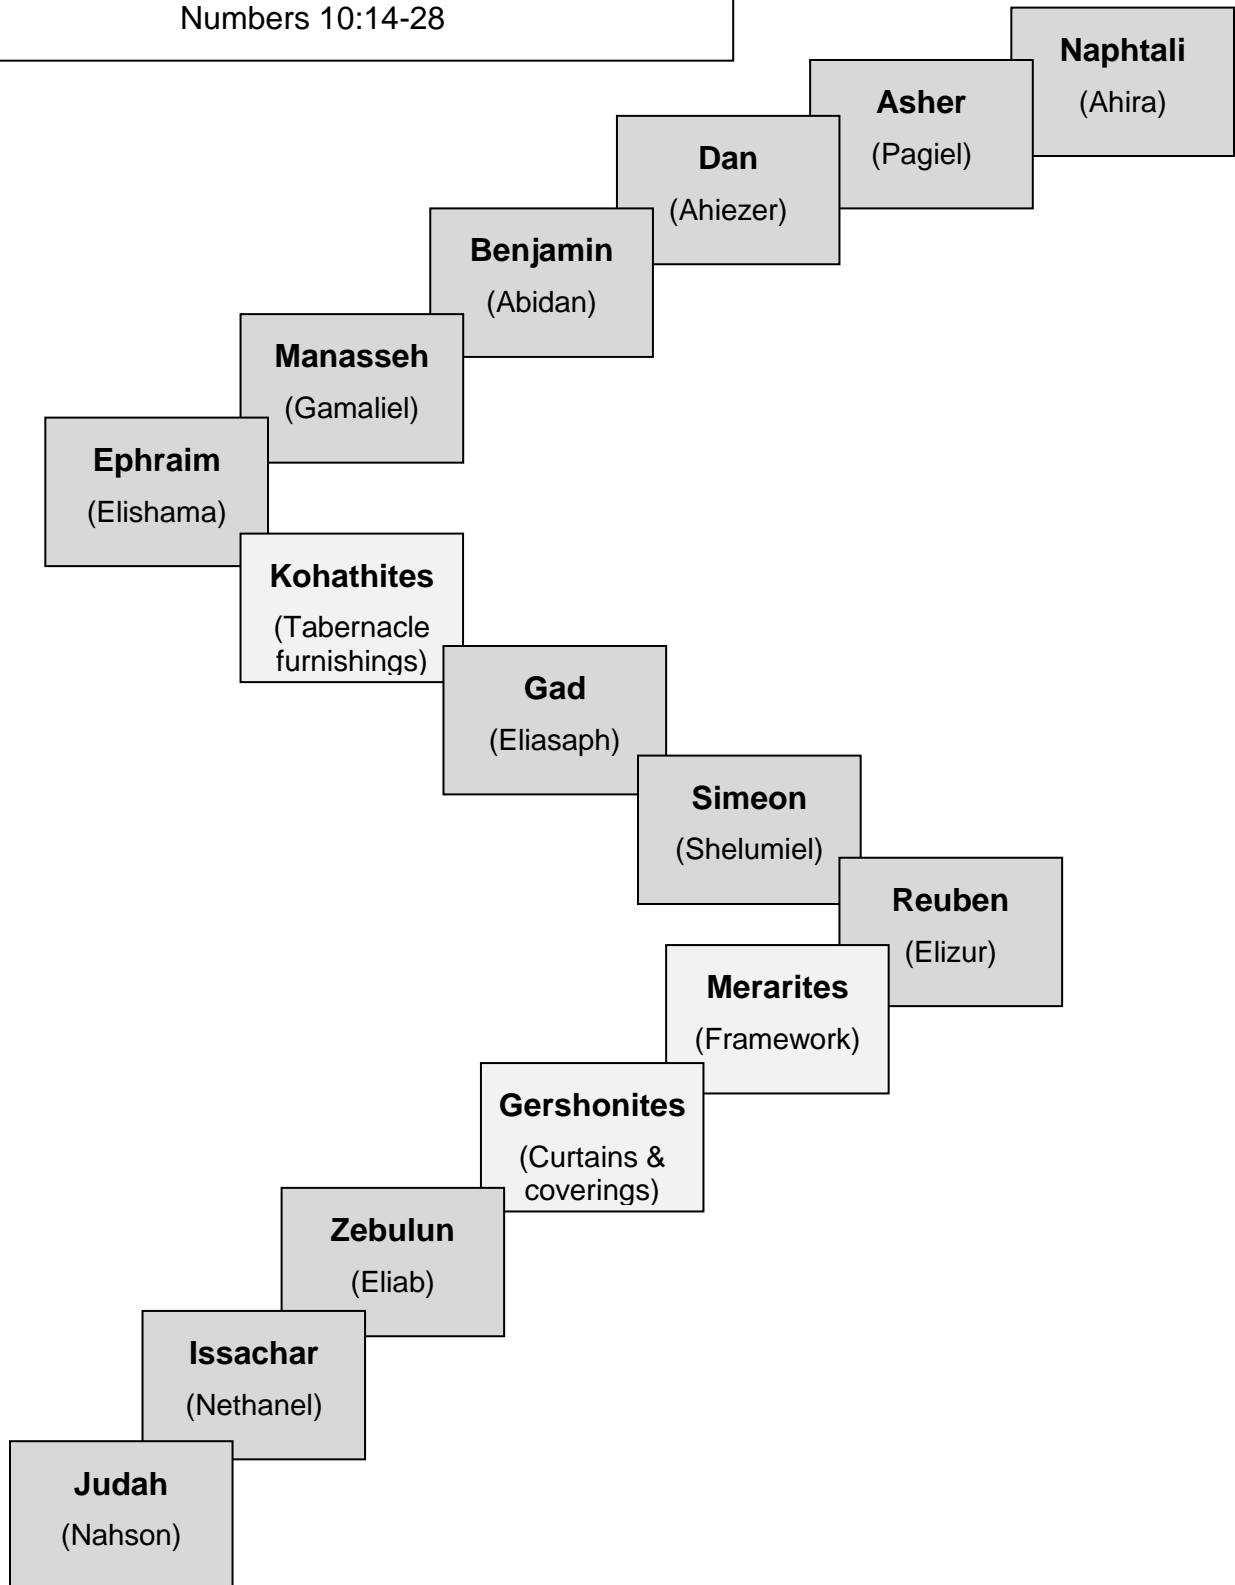 Numbers 10:14-28
Naphtali
(Ahira)
Asher
(Pagiel)
Dan
(Ahiezer)
Benjamin
(Abidan)
Manasseh
(Gamaliel)
Ephraim
(Elishama)
Kohathites
(Tabernacle
furnishings)
Gad
(Eliasaph)
Simeon
(Shelumiel)
Reuben
(Elizur)
Merarites
(Framework)
Gershonites
(Curtains &
coverings)
Zebulun
(Eliab)
Issachar
(Nethanel)
Judah
(Nahson)